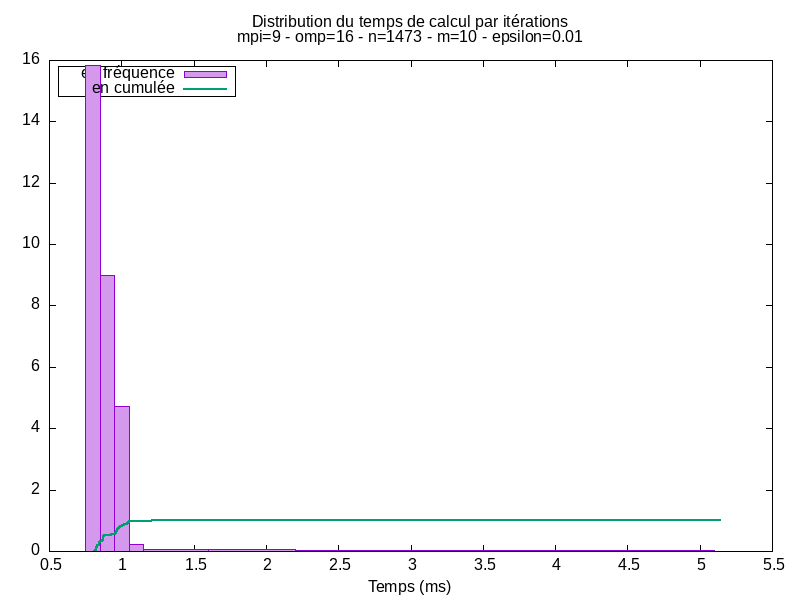 Distribution du temps de calcul par itérations
mpi=9 - omp=16 - n=1473 - m=10 - epsilon=0.01
en fréquence
en cumulée
16
14
12
10
8
6
4
2
0
0.5 1 1.5 2 2.5 3 3.5 4 4.5 5 5.5
Temps (ms)